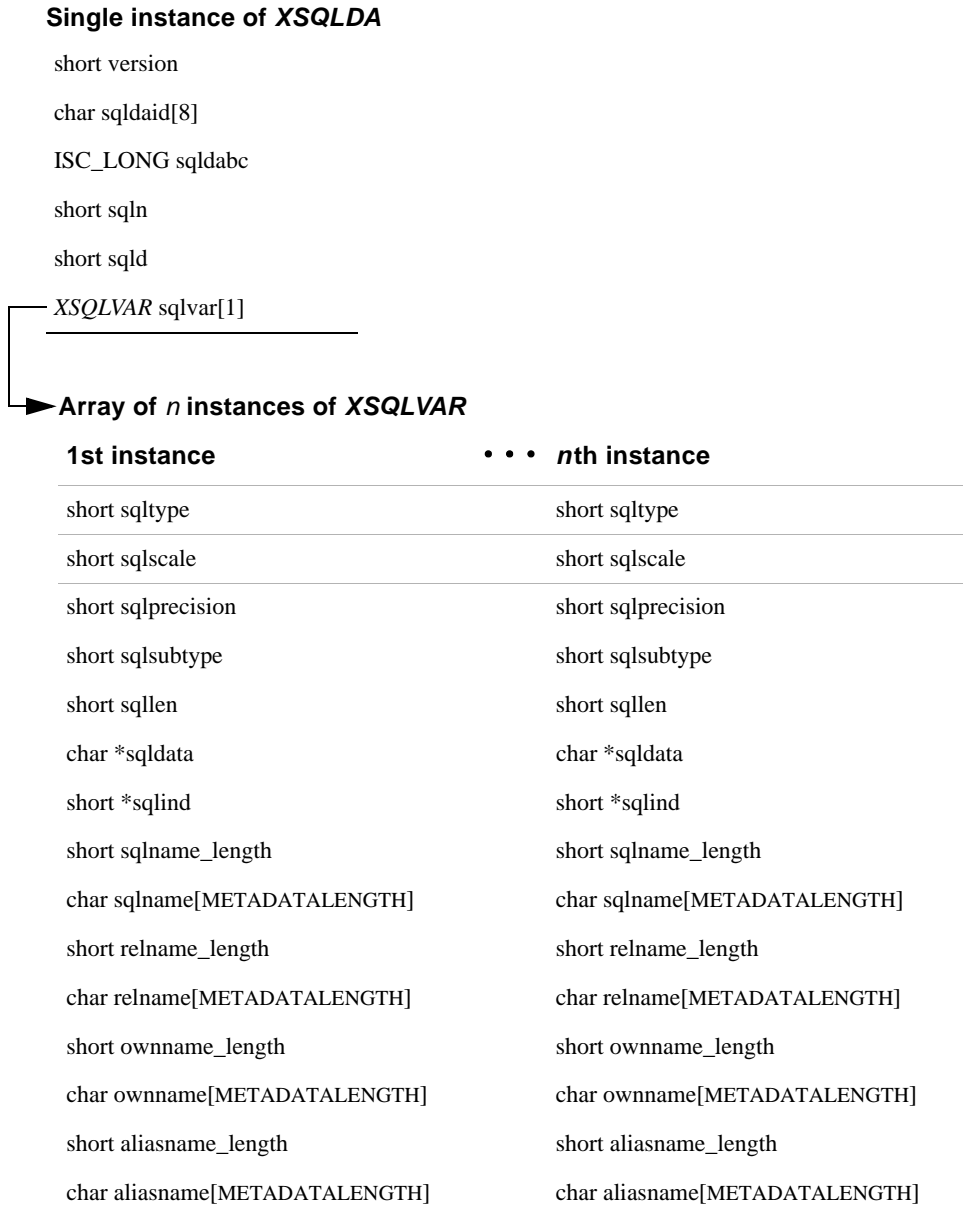 Single instance of XSQLDA
short version
char sqldaid[8]
ISC_LONG sqldabc
short sqln
short sqld
XSQLVAR sqlvar[1]
Array of n instances of XSQLVAR
1st instance • • • nth instance
short sqltype short sqltype
short sqlscale short sqlscale
short sqlprecision short sqlprecision
short sqlsubtype short sqlsubtype
short sqllen short sqllen
char *sqldata char *sqldata
short *sqlind short *sqlind
short sqlname_length short sqlname_length
char sqlname[METADATALENGTH] char sqlname[METADATALENGTH]
short relname_length short relname_length
char relname[METADATALENGTH] char relname[METADATALENGTH]
short ownname_length short ownname_length
char ownname[METADATALENGTH] char ownname[METADATALENGTH]
short aliasname_length short aliasname_length
char aliasname[METADATALENGTH] char aliasname[METADATALENGTH]